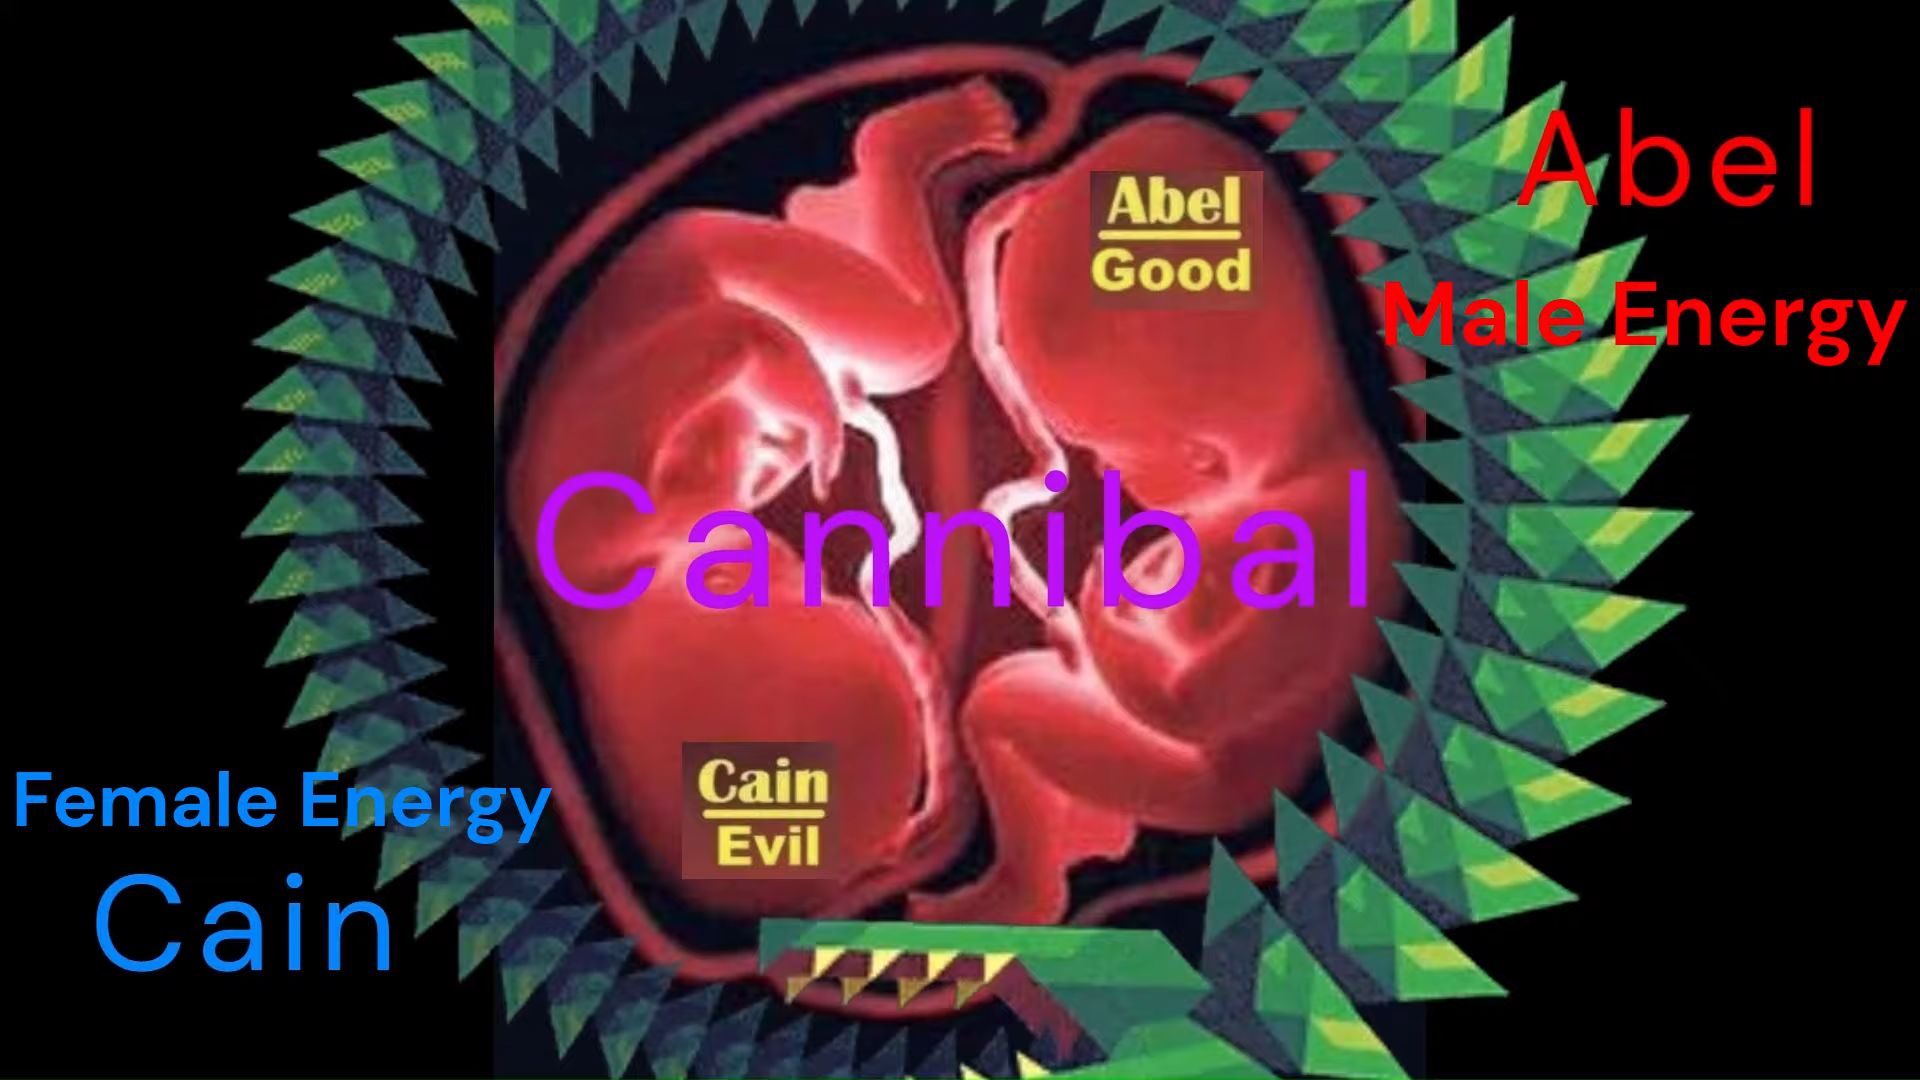 Abel
Male Energy
Abel
Good
Cannibal
Cain
Evil
Female Energy
Cain